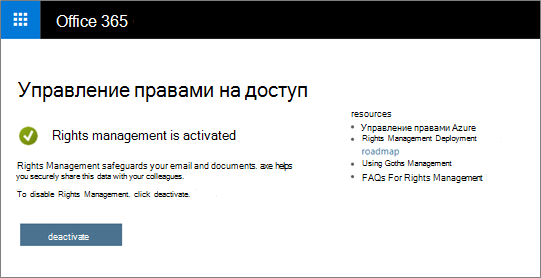 Office 365
Управление правами на доступ
Rights management is activated
Rights Management safeguards your email and documents. axe helps
you securely share this data with your colleagues.
To disable Rights Management. click deactivate.
deactivate
resources
Управление правами Azure
Rights Management Deployment
roadmap
Using Goths Management
FAQs For Rights Management